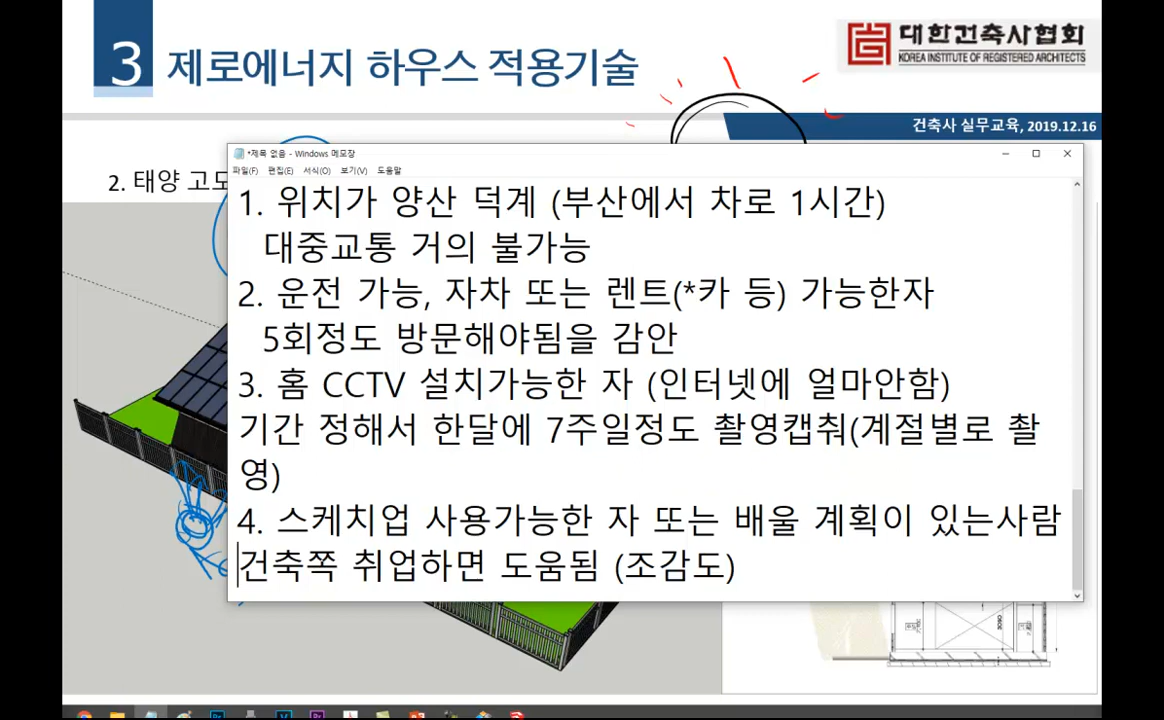 3 제로에너지 하우스 적용기술
대한건축사협회
KOREA INSTITUTE OF REGISTERED ARCHITECTS
건축사 실무교육, 2019.12.16
2. 태양 고도
*제목 없음 - Windows 메모장
파일(F) 편집(E) 서식(O) 보기(V) 도움말
1. 위치가 양산 덕계 (부산에서 차로 1시간)
대중교통 거의 불가능
2. 운전 가능, 자차 또는 렌트(*카 등) 가능한자
5회정도 방문해야됨을 감안
3. 홈 CCTV 설치가능한 자 (인터넷에 얼마안함)
기간 정해서 한달에 7주일정도 촬영캡춰(계절별로 촬
영)
4. 스케치업 사용가능한 자 또는 배울 계획이 있는사람
건축쪽 취업하면 도움됨 (조감도)